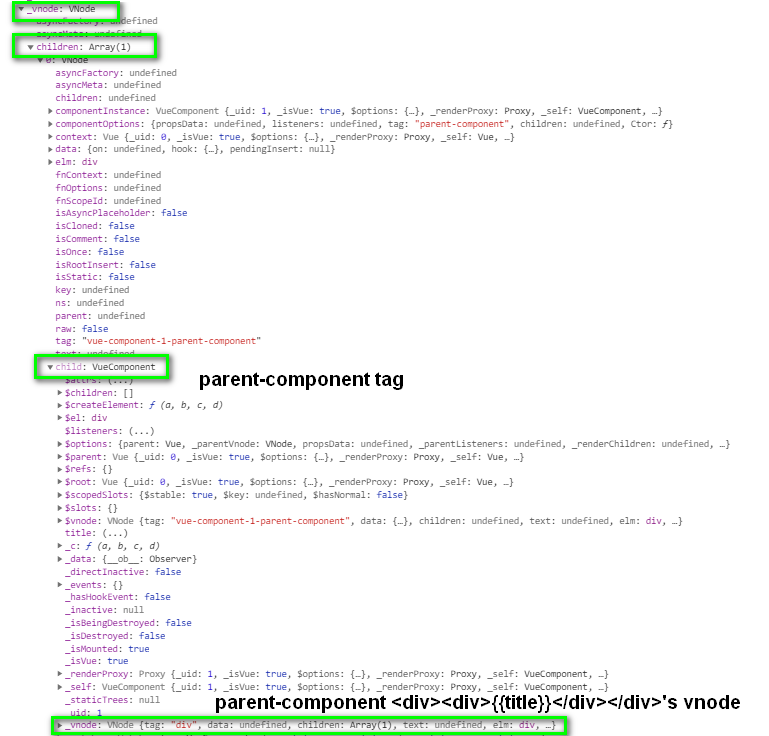 ▼_vnode: VNode
asyncFactory: undefined
asyncMeta: undefined
▼children: Array(1)
▼0: VNode
asyncFactory: undefined
asyncMeta: undefined
children: undefined
▶componentInstance: VueComponent {_uid: 1, _isVue: true, $options: {…}, _renderProxy: Proxy, _self: VueComponent, …}
▶componentOptions: {propsData: undefined, listeners: undefined, tag: "parent-component", children: undefined, Ctor: ƒ}
▶context: Vue {_uid: 0, _isVue: true, $options: {…}, _renderProxy: Proxy, _self: Vue, …}
▶data: {on: undefined, hook: {…}, pendingInsert: null}
▶elm: div
fnContext: undefined
fnOptions: undefined
fnScopeId: undefined
isAsyncPlaceholder: false
isCloned: false
isComment: false
isOnce: false
isRootInsert: false
isStatic: false
key: undefined
ns: undefined
parent: undefined
raw: false
tag: "vue-component-1-parent-component"
text: undefined
▼child: VueComponent
parent-component tag
$attrs: (...)
▶$children: []
▶$createElement: ƒ (a, b, c, d)
▶$el: div
$listeners: (...)
▶$options: {parent: Vue, _parentVnode: VNode, propsData: undefined, _parentListeners: undefined, _renderChildren: undefined, …}
▶$parent: Vue {_uid: 0, _isVue: true, $options: {…}, _renderProxy: Proxy, _self: Vue, …}
▶$refs: {}
▶$root: Vue {_uid: 0, _isVue: true, $options: {…}, _renderProxy: Proxy, _self: Vue, …}
▶$scopedSlots: {$stable: true, $key: undefined, $hasNormal: false}
▶$slots: {}
▶$vnode: VNode {tag: "vue-component-1-parent-component", data: {…}, children: undefined, text: undefined, elm: div, …}
title: (...)
▶_c: ƒ (a, b, c, d)
▶_data: {__ob__: Observer}
_directInactive: false
▶_events: {}
_hasHookEvent: false
_inactive: null
_isBeingDestroyed: false
_isDestroyed: false
_isMounted: true
_isVue: true
▶_renderProxy: Proxy {_uid: 1, _isVue: true, $options: {…}, _renderProxy: Proxy, _self: VueComponent, …}
▶_self: VueComponent {_uid: 1, _isVue: true, $options: {…}, _renderProxy: Proxy, _self: VueComponent, …}
_staticTrees: null
parent-component <div><div>{{title}}</div></div>'s vnode
_uid: 1
▶_vnode: VNode {tag: "div", data: undefined, children: Array(1), text: undefined, elm: div, …}